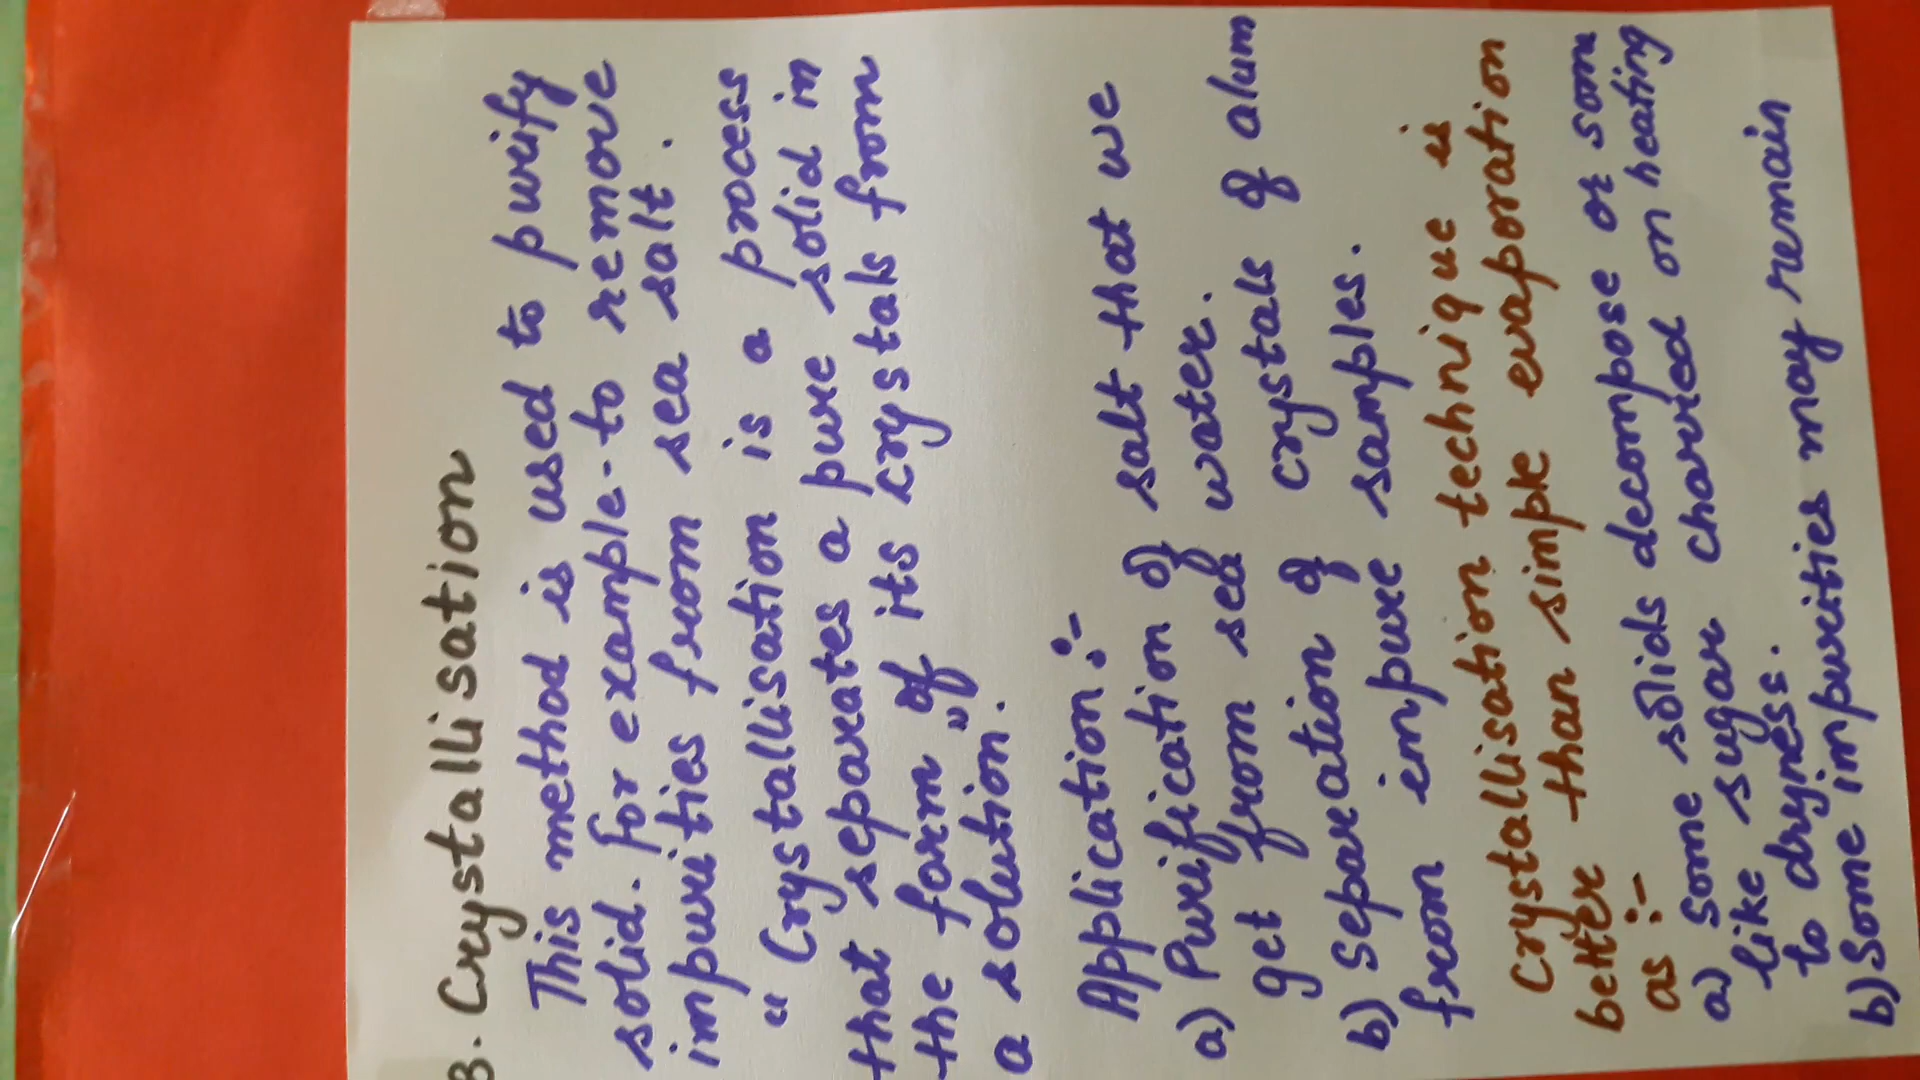 8. Crystallisation
This method is used to purify
solid. For example - to remove
impurities from sea salt.
"Crystallisation is a process
that separates a pure solid in
the form of its crystals from
a solution."
Application :-
a) Purification of salt that we
get from sea water.
b) Separation of crystals of alum
from impure samples.
Crystallisation technique is
better than simple evaporation
as :-
a) Some solids decompose or som
like sugar charred on heating
to dryness.
b) Some impurities may remain